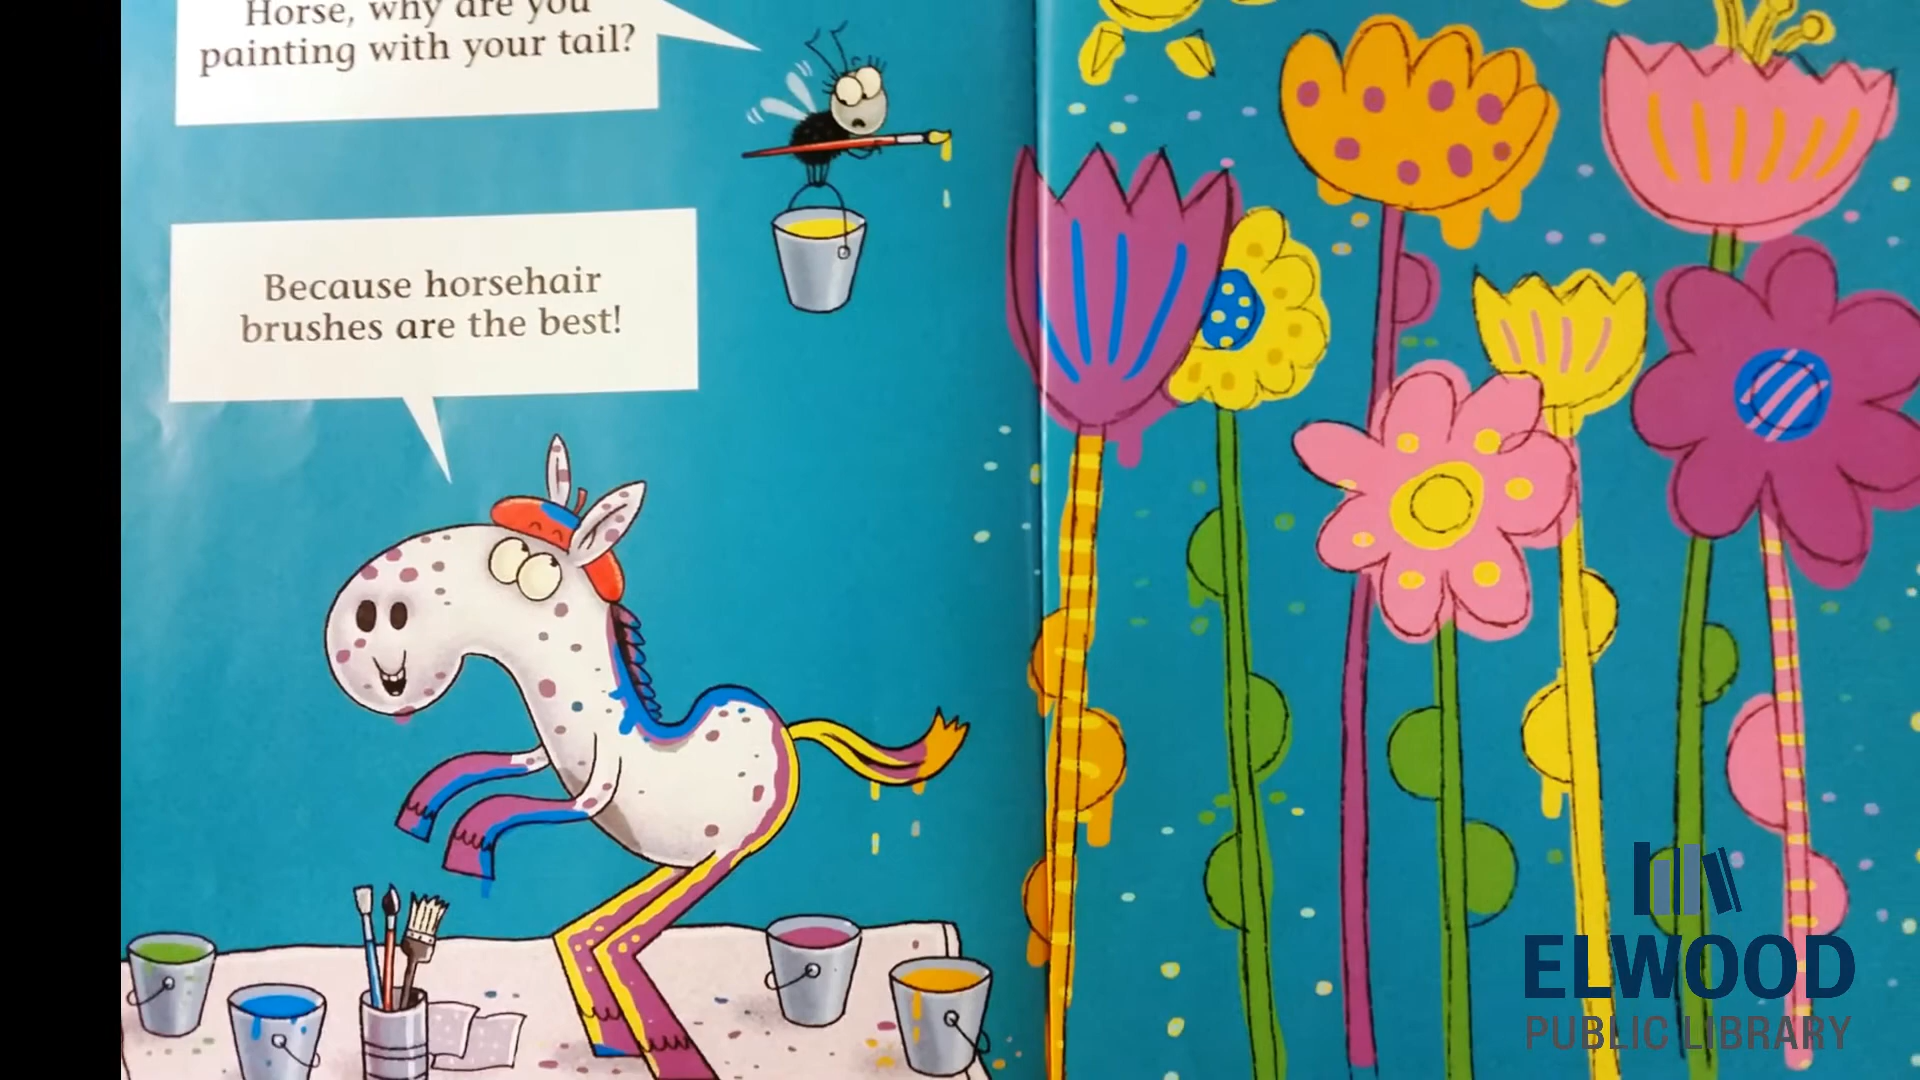 Horse, why are you
painting with your tail?
Because horsehair
brushes are the best!
ELWOOD
PUBLIC LIBRARY